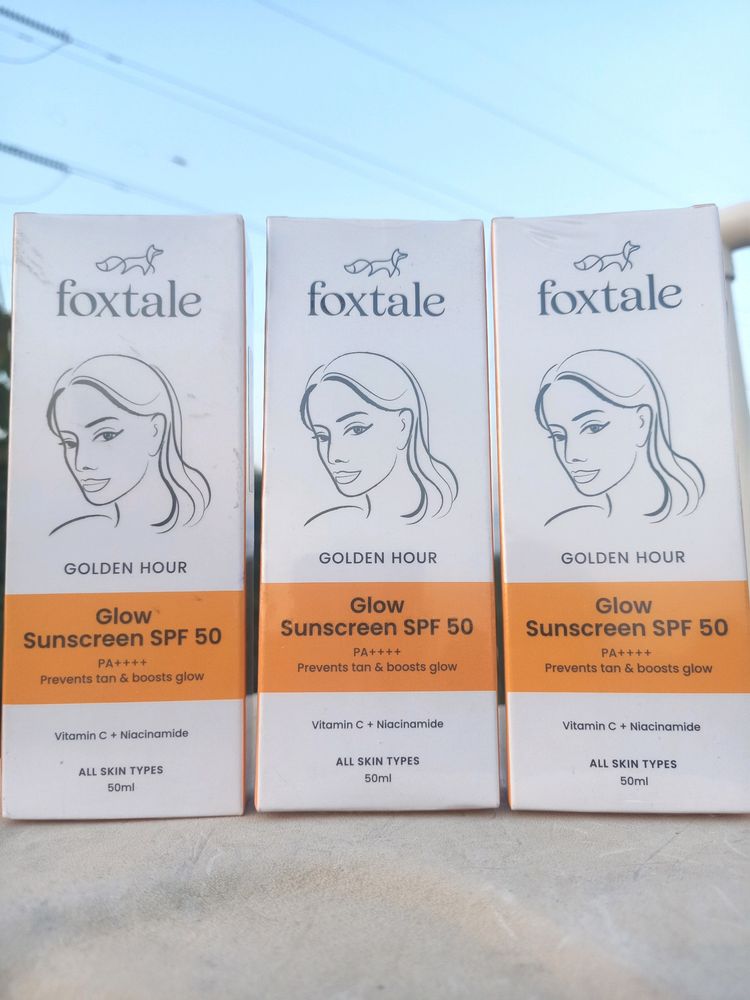 foxtale
GOLDEN HOUR
Glow
Sunscreen SPF 50
PA++++
Prevents tan & boosts glow
Vitamin C + Niacinamide
ALL SKIN TYPES
50ml
foxtale
GOLDEN HOUR
Glow
Sunscreen SPF 50
PA++++
Prevents tan & boosts glow
Vitamin C + Niacinamide
ALL SKIN TYPES
50ml
foxtale
GOLDEN HOUR
Glow
Sunscreen SPF 50
PA++++
Prevents tan & boosts glow
Vitamin C + Niacinamide
ALL SKIN TYPES
50ml